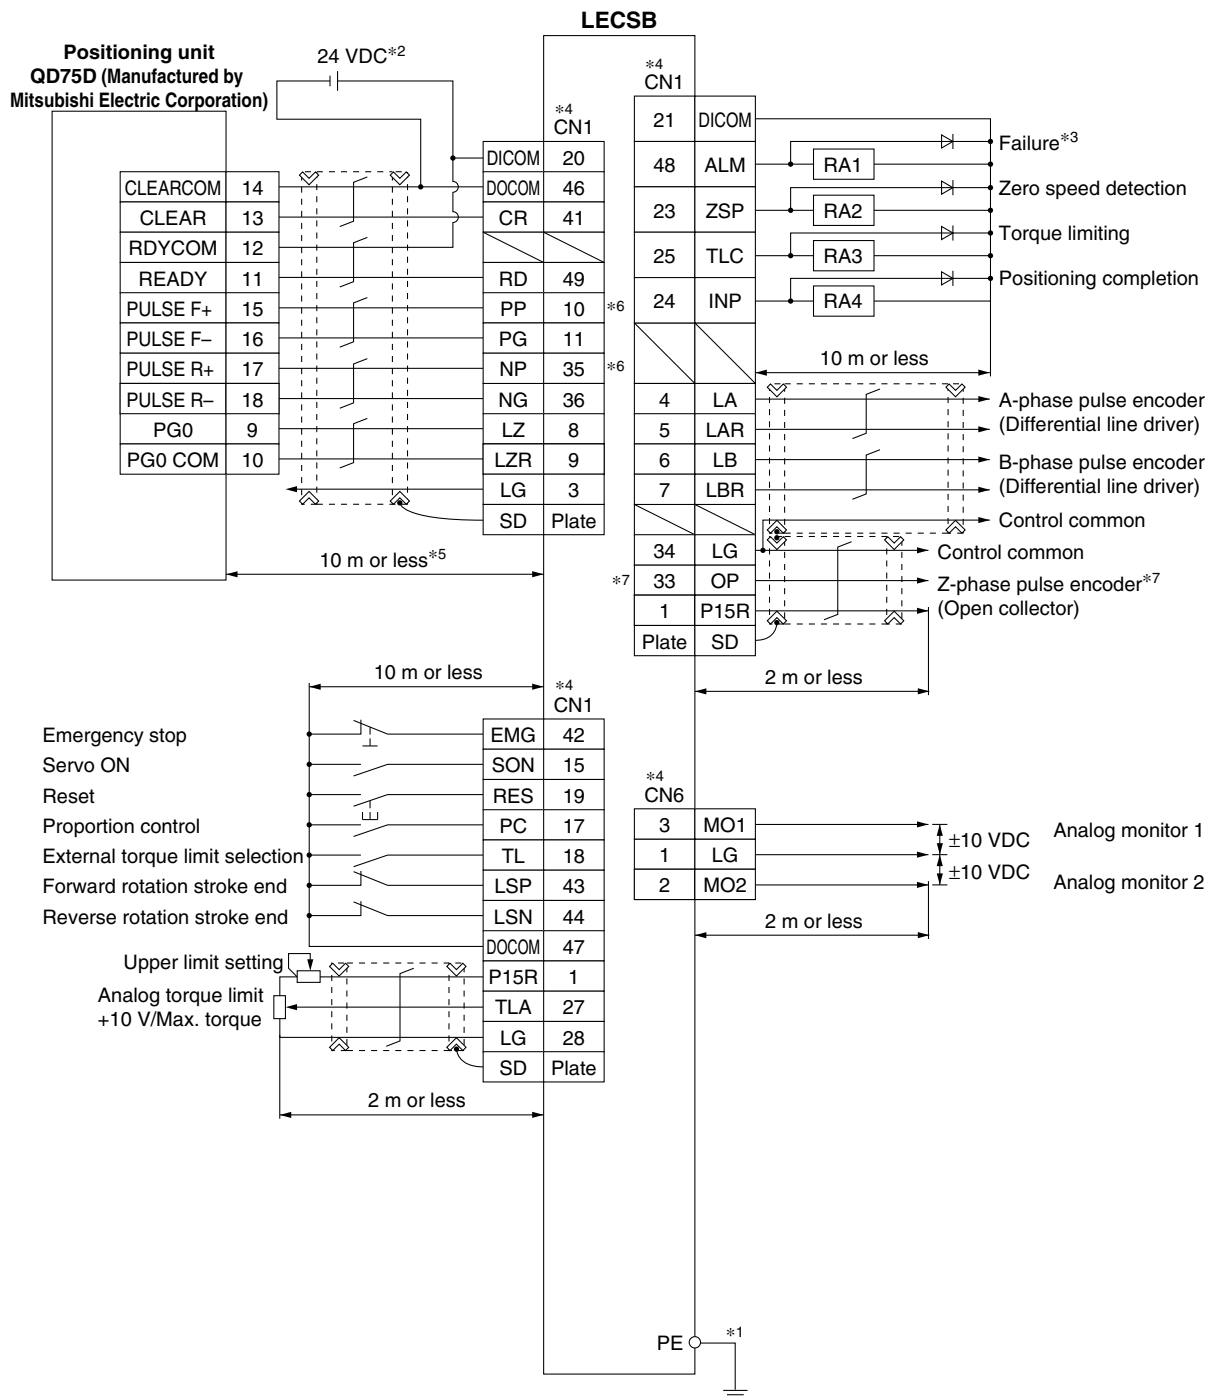 LECSB
Positioning unit
QD75D (Manufactured by
Mitsubishi Electric Corporation)
24 VDC*2
*4
CN1
DICOM 20
CLEARCOM 14 DOCOM 46
CLEAR 13 CR 41
RDYCOM 12
READY 11 RD 49
PULSE F+ 15 PP 10 *6
PULSE F– 16 PG 11
PULSE R+ 17 NP 35 *6
PULSE R– 18 NG 36
PG0 9 LZ 8
PG0 COM 10 LZR 9
LG 3
SD Plate
10 m or less*5
*4
CN1
21 DICOM
Failure*3
48 ALM RA1
Zero speed detection
23 ZSP RA2
Torque limiting
25 TLC RA3
Positioning completion
24 INP RA4
10 m or less
4 LA A-phase pulse encoder
5 LAR (Differential line driver)
6 LB B-phase pulse encoder
7 LBR (Differential line driver)
Control common
34 LG Control common
*7 33 OP Z-phase pulse encoder*7
1 P15R (Open collector)
Plate SD
2 m or less
10 m or less
*4
CN1
Emergency stop EMG 42
Servo ON SON 15
Reset RES 19
Proportion control PC 17
External torque limit selection TL 18
Forward rotation stroke end LSP 43
Reverse rotation stroke end LSN 44
DOCOM 47
Upper limit setting P15R 1
Analog torque limit
+10 V/Max. torque TLA 27
LG 28
SD Plate
2 m or less
*4
CN6
3 MO1 Analog monitor 1
±10 VDC
1 LG
±10 VDC
2 MO2 Analog monitor 2
2 m or less
PE *1